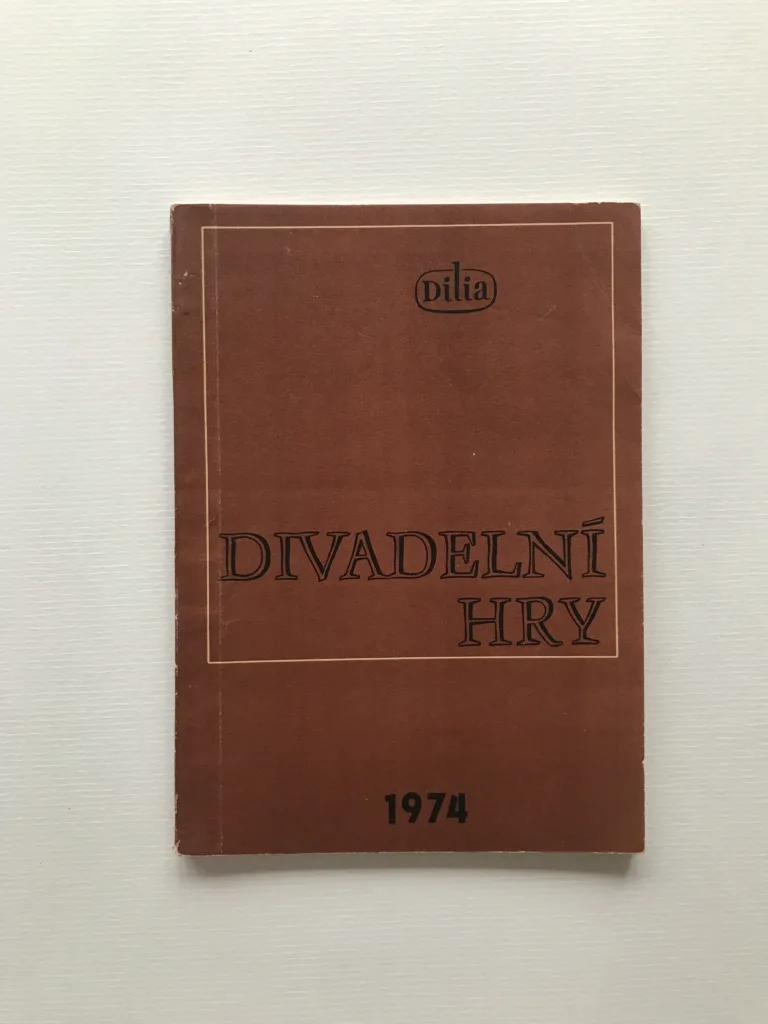 Dilia
DIVADELNÍ
HRY
1974